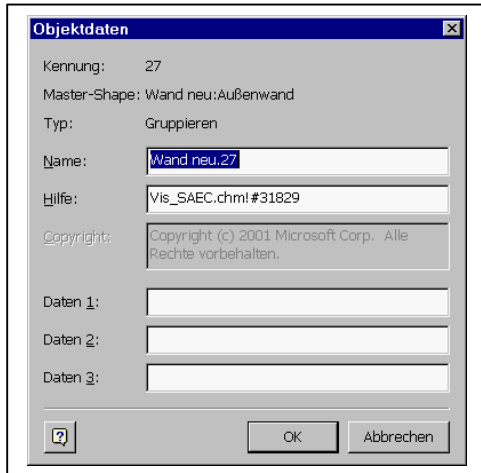 Objektdaten
Kennung: 27
Master-Shape: Wand neu:Außenwand
Typ: Gruppieren
Name: Wand neu.27
Hilfe: Vis_SAEC.chm!#31829
Copyright: Copyright (c) 2001 Microsoft Corp. Alle
Rechte vorbehalten.
Daten 1:
Daten 2:
Daten 3:
? OK Abbrechen